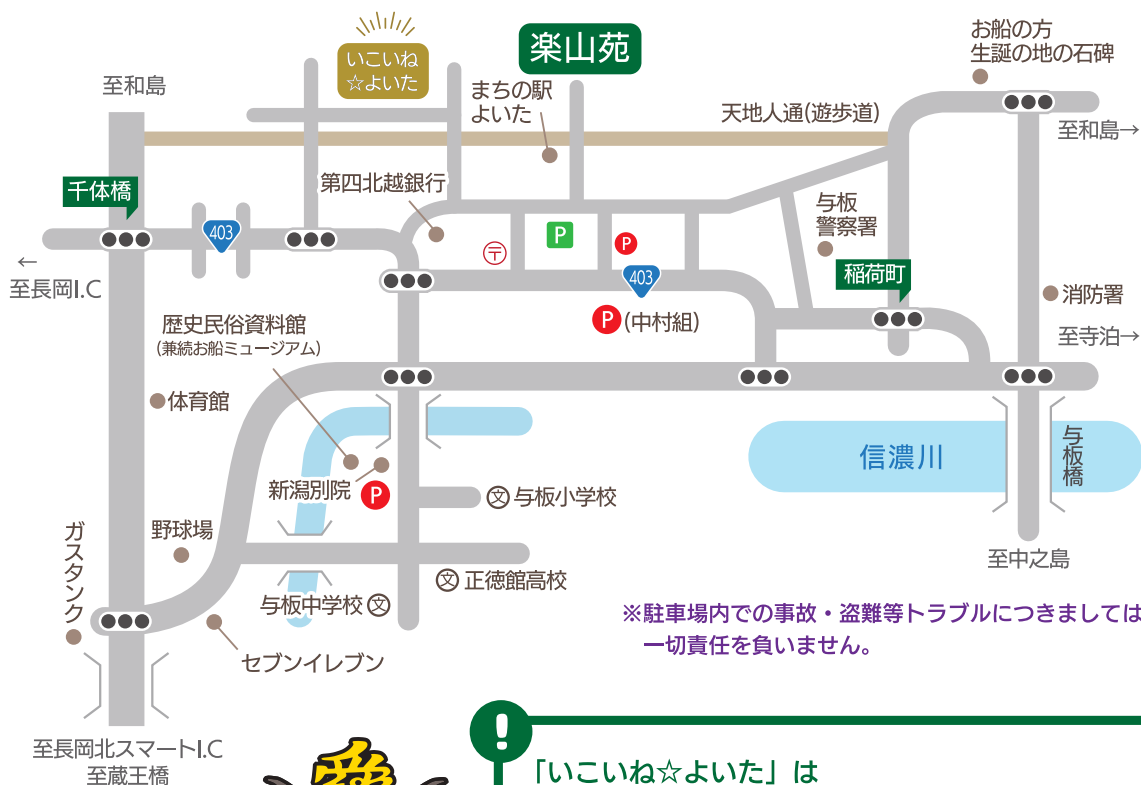 いこいね
☆よいた
楽山苑
お船の方
生誕の地の石碑
至和島
まちの駅
よいた
天地人通(遊歩道)
至和島→
千体橋
第四北越銀行
与板
警察署
403
〒
P
P
403
稲荷町
←
至長岡I.C
消防署
P
(中村組)
歴史民俗資料館
(兼続お船ミュージアム)
至寺泊→
体育館
信濃川
与板橋
新潟別院
P
文 与板小学校
ガスタンク
野球場
至中之島
文 正徳館高校
与板中学校 文
※駐車場内での事故・盗難等トラブルにつきましては
一切責任を負いません。
セブンイレブン
至長岡北スマートI.C
至蔵王橋
!
愛
「いこいね☆よいた」は